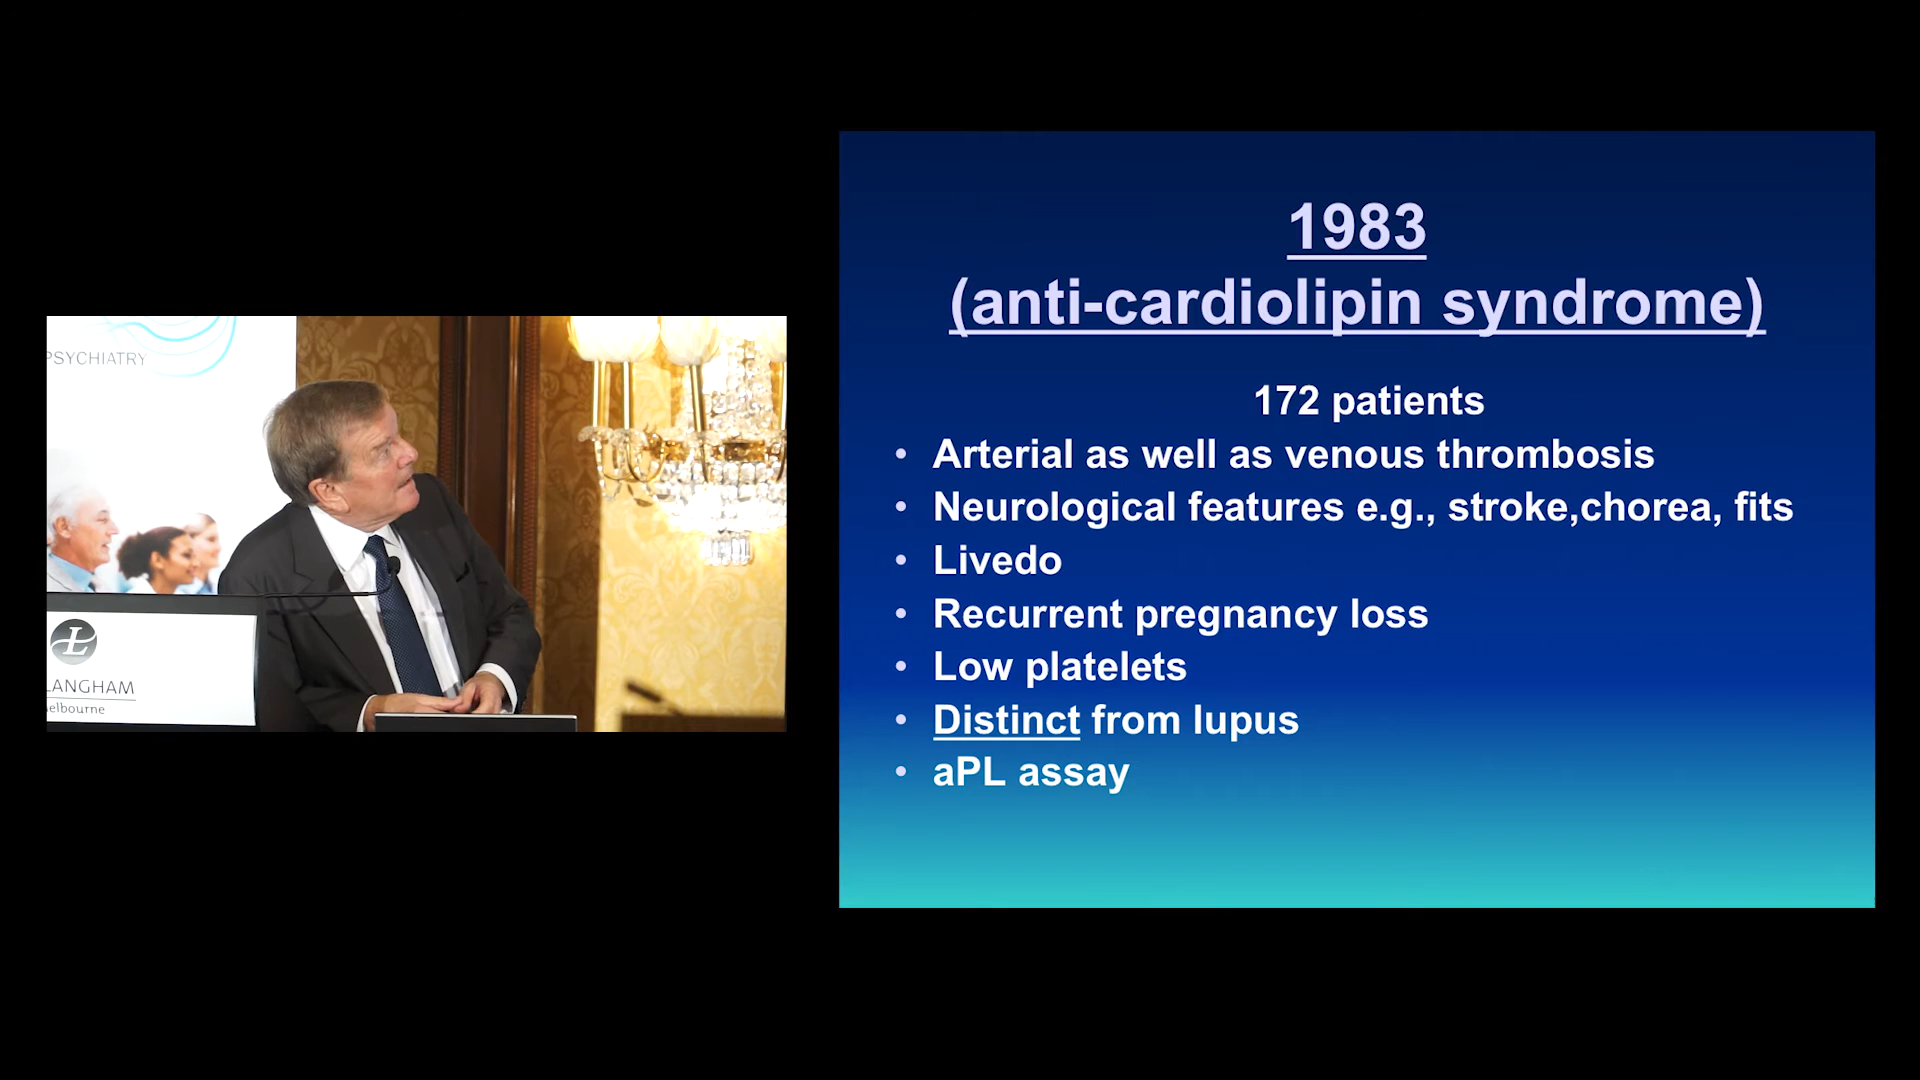 PSYCHIATRY
L
LANGHAM
elbourne
1983
(anti-cardiolipin syndrome)
172 patients
• Arterial as well as venous thrombosis
• Neurological features e.g., stroke,chorea, fits
• Livedo
• Recurrent pregnancy loss
• Low platelets
• Distinct from lupus
• aPL assay